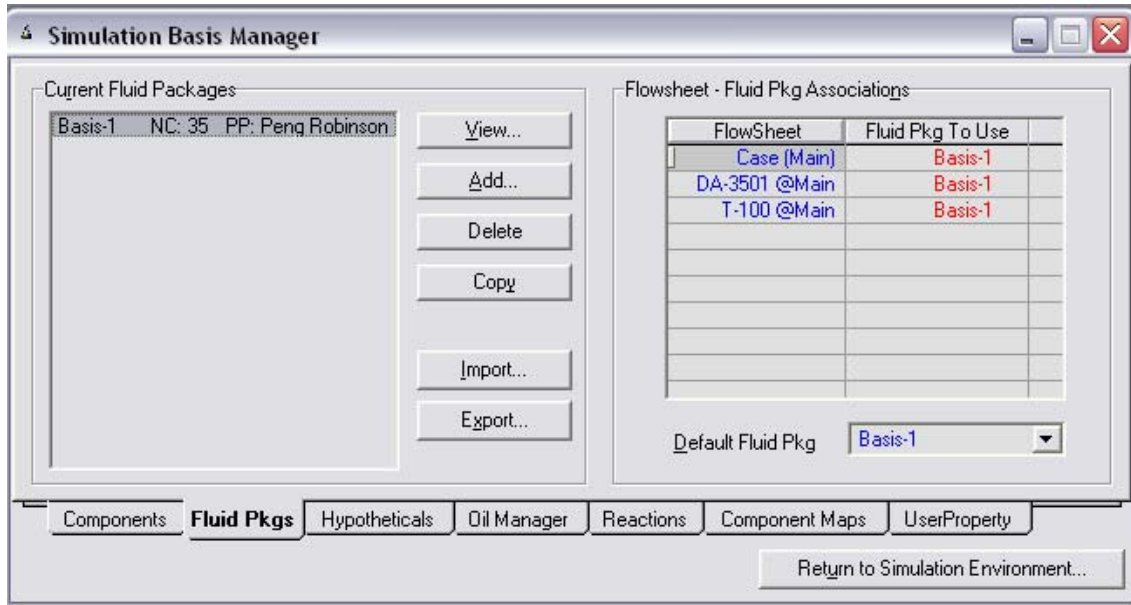 Simulation Basis Manager
Current Fluid Packages
Basis-1 NC: 35 PP: Peng Robinson
View...
Add...
Delete
Copy
Import...
Export...
Flowsheet - Fluid Pkg Associations
FlowSheet Fluid Pkg To Use
Case (Main) Basis-1
DA-3501 @Main Basis-1
T-100 @Main Basis-1
Default Fluid Pkg Basis-1
Components Fluid Pkgs Hypotheticals Oil Manager Reactions Component Maps UserProperty
Return to Simulation Environment...